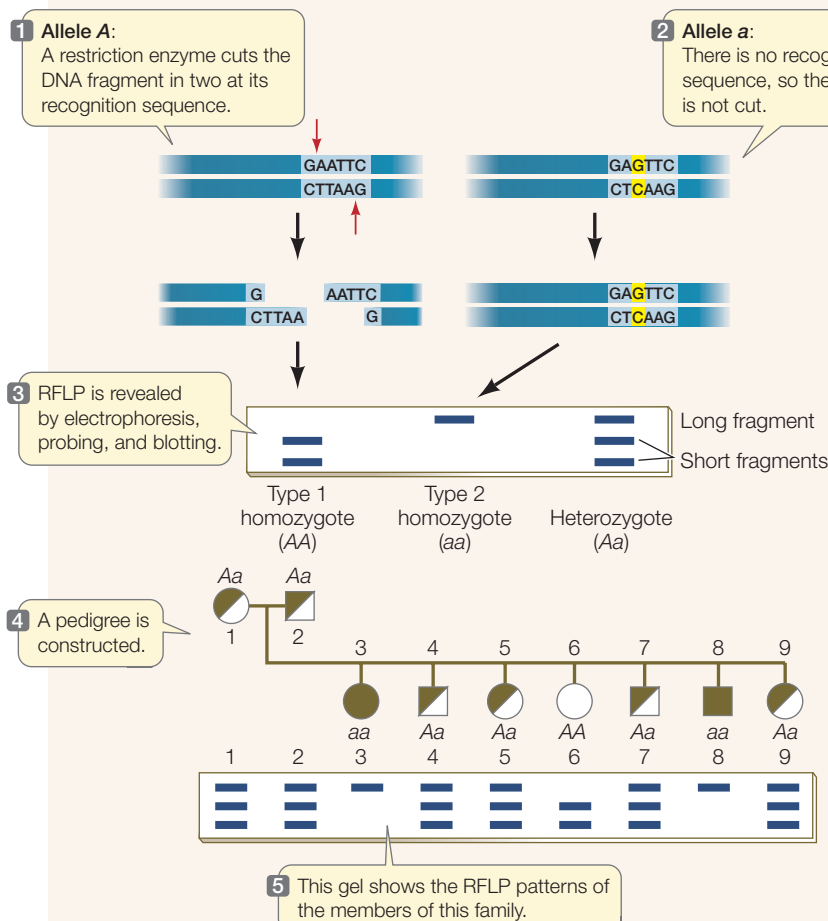 1 Allele A:
A restriction enzyme cuts the
DNA fragment in two at its
recognition sequence.
2 Allele a:
There is no recog
sequence, so the
is not cut.
GAATTC
CTTAAG
GAGTTC
CTCAAG
G AATTC
CTTAA G
GAGTTC
CTCAAG
3 RFLP is revealed
by electrophoresis,
probing, and blotting.
Long fragment
Short fragments
Type 1
homozygote
(AA)
Type 2
homozygote
(aa)
Heterozygote
(Aa)
4 A pedigree is
constructed.
Aa Aa
1 2
3 4 5 6 7 8 9
aa Aa Aa AA Aa aa Aa
1 2 3 4 5 6 7 8 9
5 This gel shows the RFLP patterns of
the members of this family.